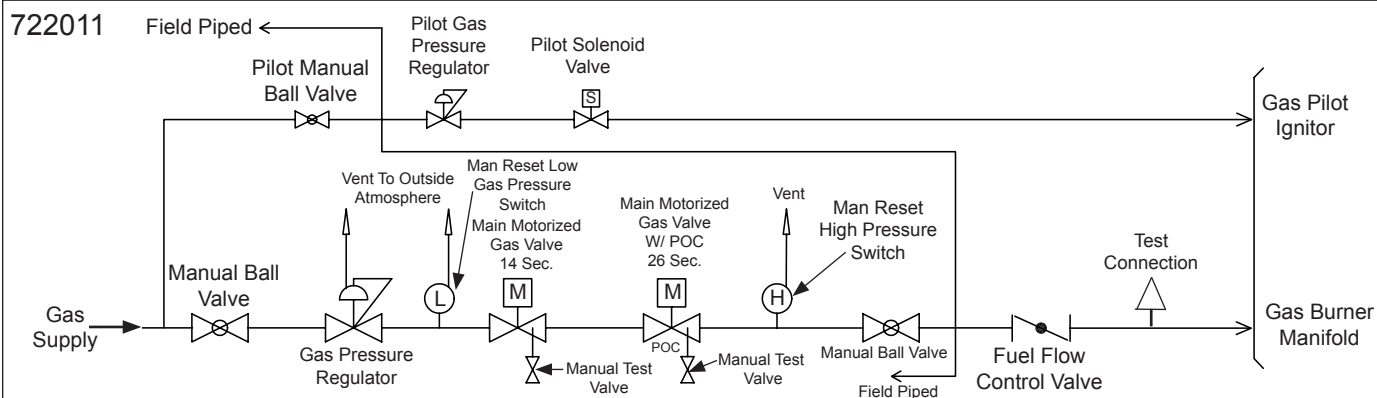 722011
Field Piped
Pilot Gas
Pressure
Regulator
Pilot Solenoid
Valve
Pilot Manual
Ball Valve
S
Gas Pilot
Ignitor
Vent To Outside
Atmosphere
Man Reset Low
Gas Pressure
Switch
Main Motorized
Gas Valve
14 Sec.
Main Motorized
Gas Valve
W/ POC
26 Sec.
Vent
Man Reset
High Pressure
Switch
Test
Connection
Manual Ball
Valve
L
M
M
H
Gas
Supply
Gas Burner
Manifold
Gas Pressure
Regulator
Manual Test
Valve
POC
Manual Test
Valve
Manual Ball Valve
Field Piped
Fuel Flow
Control Valve